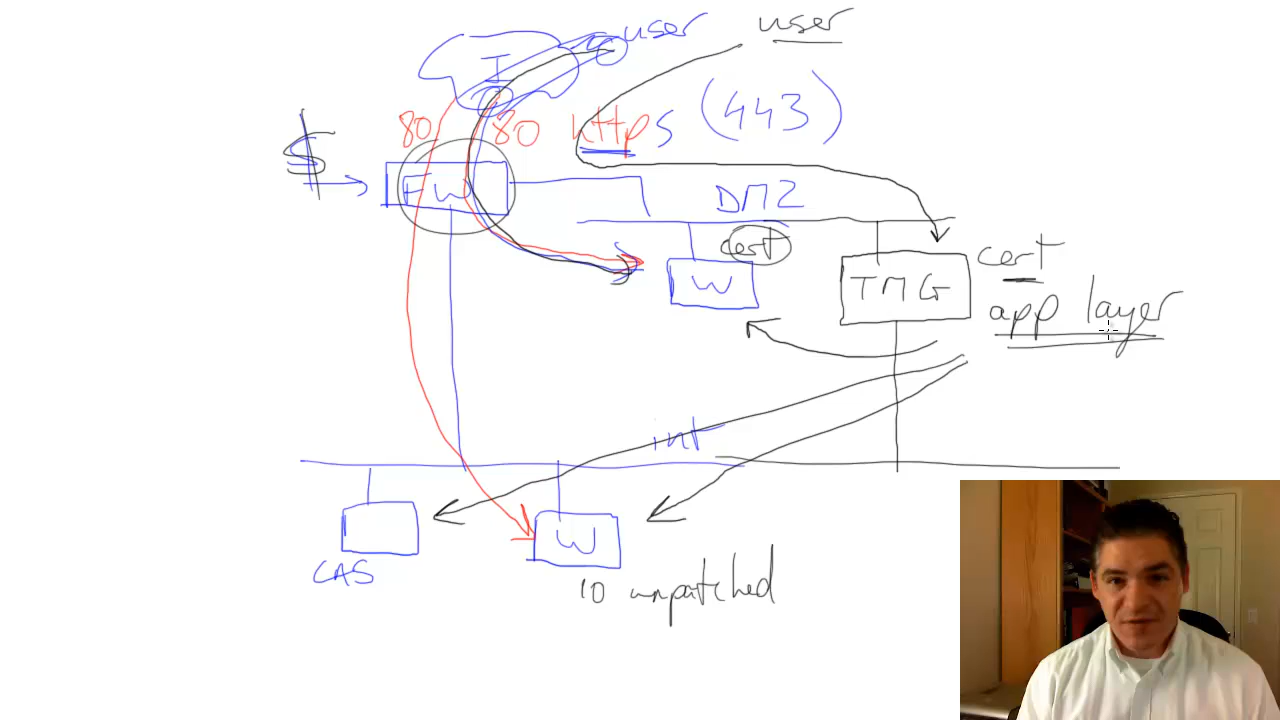 user
user
I
80
80
https (443)
$
FW
DMZ
cert
W
TMG
cert
app layer
int
CAS
W
10 unpatched